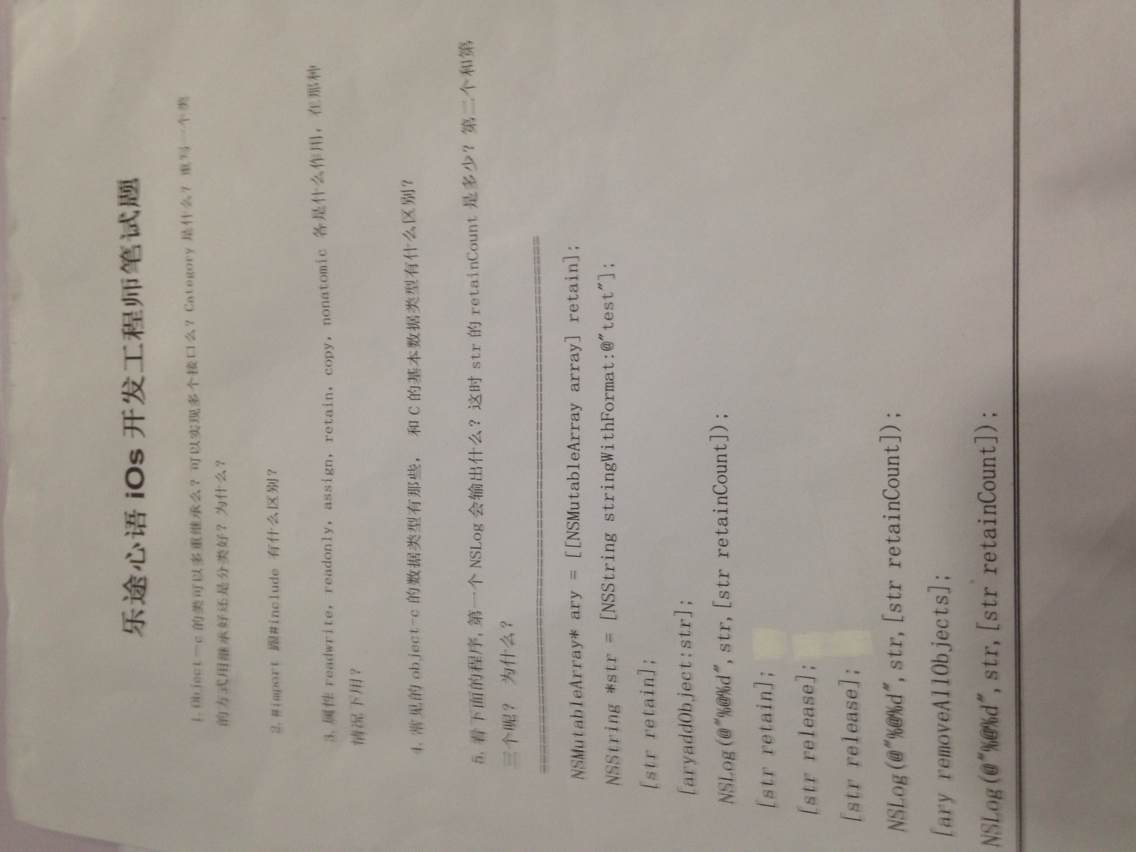 乐途心语 iOs 开发工程师笔试题
1.Object－c 的类可以多重继承么？可以实现多个接口么？Category 是什么？重写一个类
的方式用继承好还是分类好？为什么？
2.#import 跟#include 有什么区别？
3.属性 readwrite，readonly，assign，retain，copy，nonatomic 各是什么作用，在那种
情况下用？
4.常见的 object-c 的数据类型有那些， 和 C 的基本数据类型有什么区别？
5.看下面的程序,第一个 NSLog 会输出什么？这时 str 的 retainCount 是多少？第二个和第
三个呢？ 为什么？
======================================================
NSMutableArray* ary = [[NSMutableArray array] retain];
NSString *str = [NSString stringWithFormat:@"test"];
[str retain];
[aryaddObject:str];
NSLog(@"%@%d",str,[str retainCount]);
[str retain];
[str release];
[str release];
NSLog(@"%@%d",str,[str retainCount]);
[ary removeAllObjects];
NSLog(@"%@%d",str,[str retainCount]);